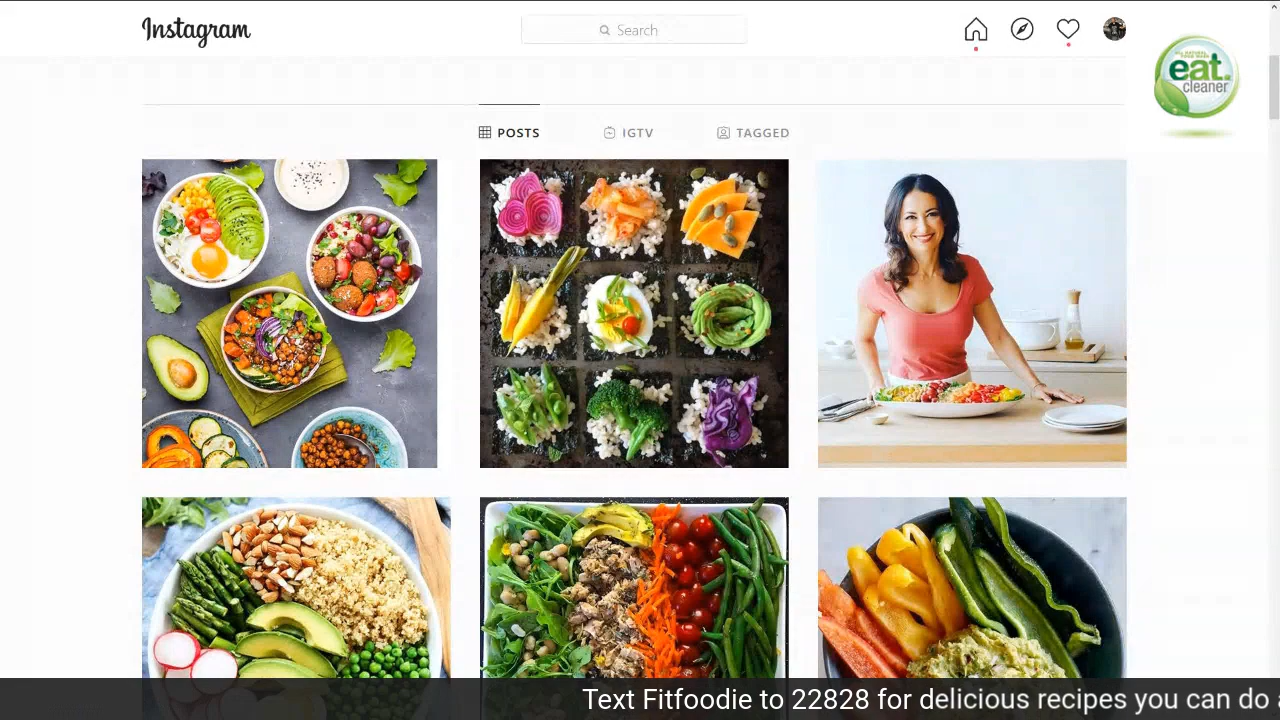 Instagram
Search
eat.
cleaner
POSTS
IGTV
TAGGED
Text Fitfoodie to 22828 for delicious recipes you can do